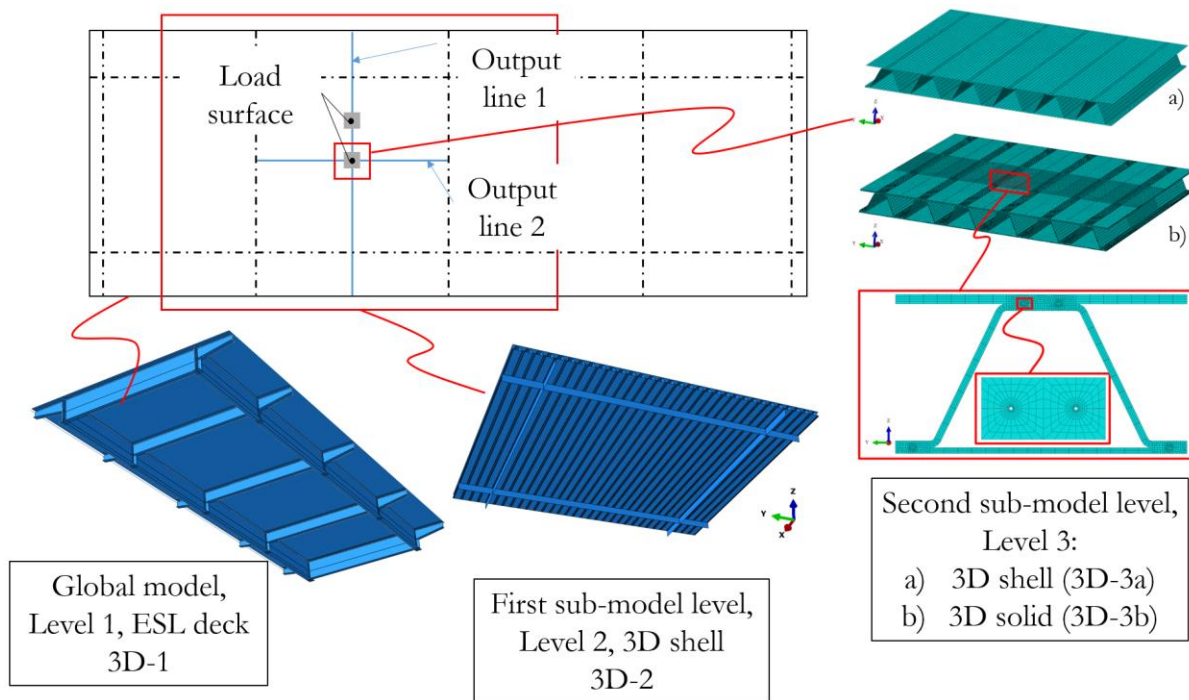 Load
surface
Output
line 1
Output
line 2
a)
b)
Z
Y
X
Global model,
Level 1, ESL deck
3D-1
First sub-model level,
Level 2, 3D shell
3D-2
Second sub-model level,
Level 3:
a) 3D shell (3D-3a)
b) 3D solid (3D-3b)